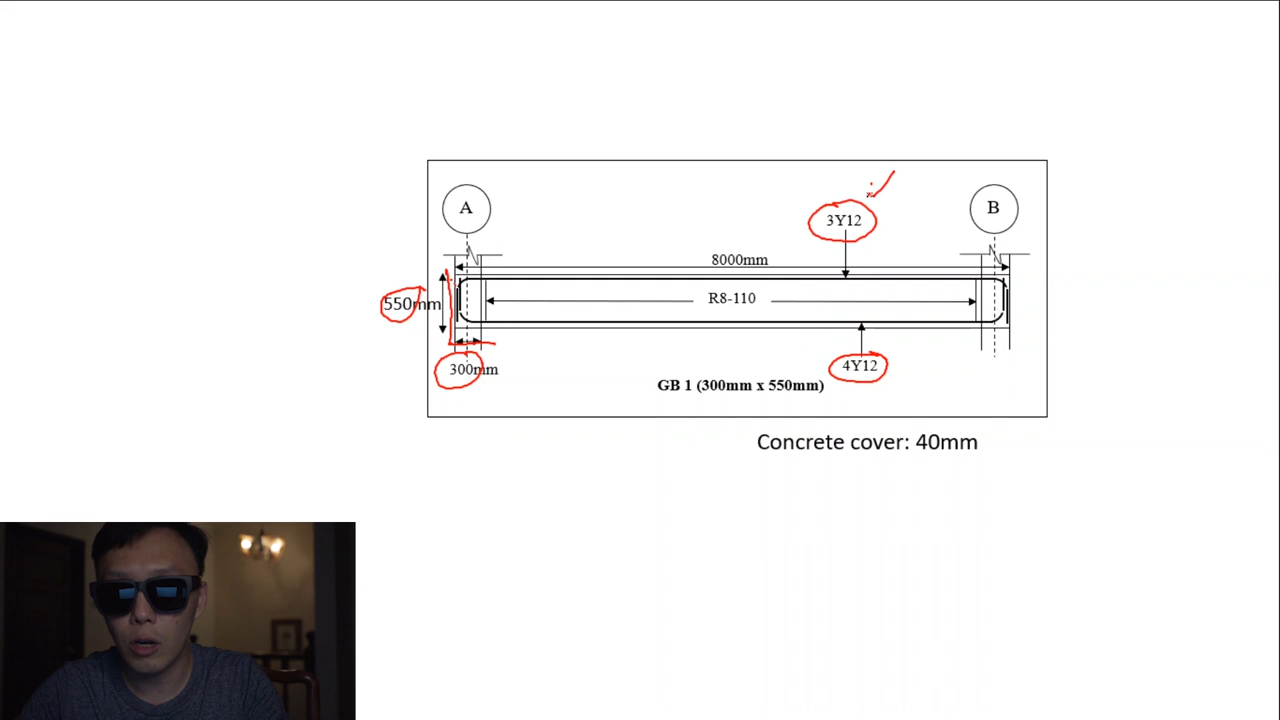 A
B
3Y12
8000mm
550mm
R8-110
300mm
4Y12
GB 1 (300mm x 550mm)
Concrete cover: 40mm